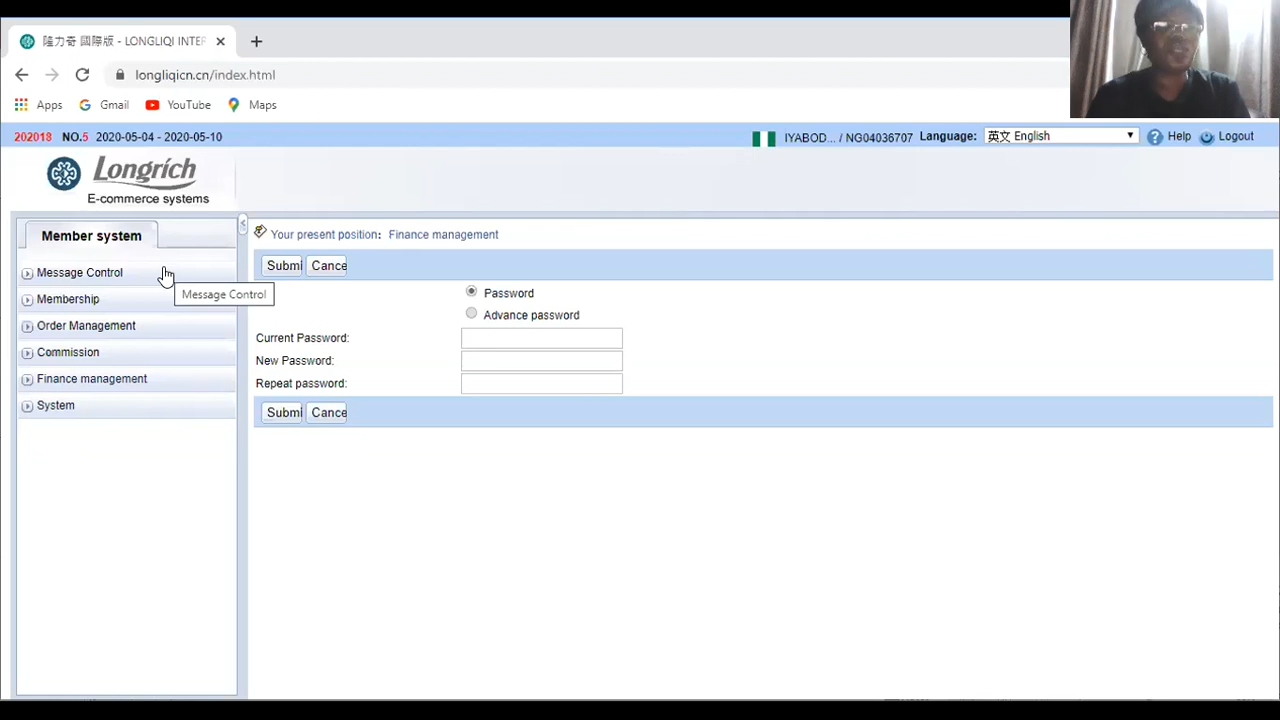 隆力奇 國際版 - LONGLIQI INTER
longliqicn.cn/index.html
Apps Gmail YouTube Maps
202018 NO.5 2020-05-04 - 2020-05-10
IYABOD... / NG04036707 Language: 英文 English Help Logout
Longrich
E-commerce systems
Member system
Your present position: Finance management
Submi Cance
Message Control
Message Control
Membership
Order Management
Commission
Finance management
System
Password
Advance password
Current Password:
New Password:
Repeat password:
Submi Cance